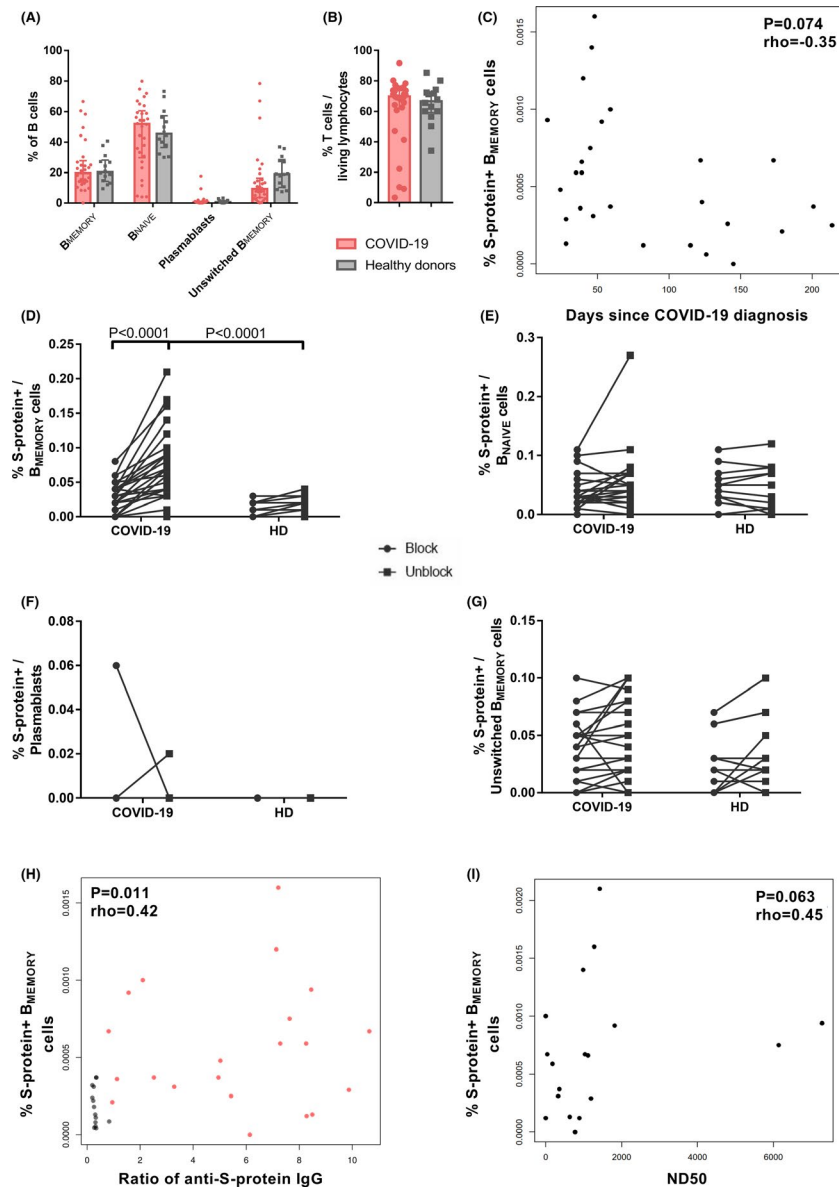 (A)
% of B cells
100
80
60
40
20
0
BMEMORY
BNAIVE
Plasmablasts
Unswitched BMEMORY
(B)
% T cells /
living lymphocytes
100
80
60
40
20
0
COVID-19
Healthy donors
(C)
P=0.074
rho=-0.35
% S-protein+ BMEMORY cells
0.0015
0.0010
0.0005
0.0000
50
100
150
200
Days since COVID-19 diagnosis
(D)
P<0.0001
P<0.0001
% S-protein+ /
BMEMORY cells
0.25
0.20
0.15
0.10
0.05
0.00
COVID-19
HD
(E)
% S-protein+ /
BNAIVE cells
0.3
0.2
0.1
0.0
COVID-19
HD
Block
Unblock
(F)
% S-protein+ /
Plasmablasts
0.08
0.06
0.04
0.02
0.00
COVID-19
HD
(G)
% S-protein+ /
Unswitched BMEMORY cells
0.15
0.10
0.05
0.00
COVID-19
HD
(H)
P=0.011
rho=0.42
% S-protein+ BMEMORY
cells
0.0015
0.0010
0.0005
0.0000
0
2
4
6
8
10
Ratio of anti-S-protein IgG
(I)
P=0.063
rho=0.45
% S-protein+ BMEMORY
cells
0.0020
0.0015
0.0010
0.0005
0.0000
0
2000
4000
6000
ND50